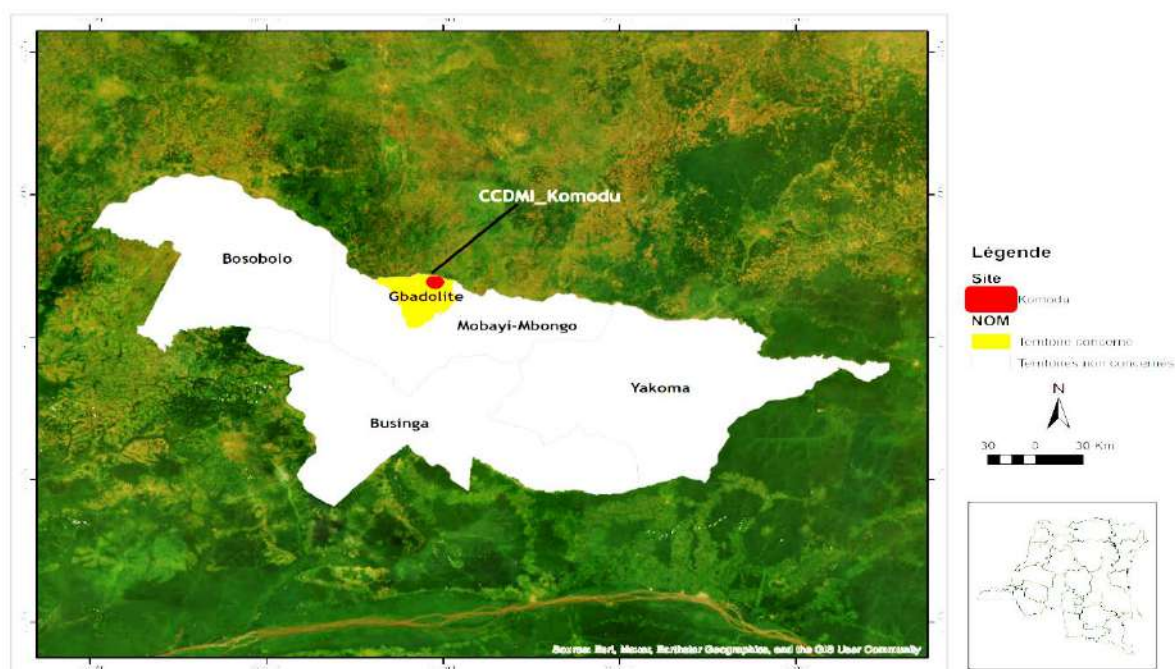 CCDMI_Komodu
Bosobolo
Gbadolite
Mobayi-Mbongo
Yakoma
Businga
Légende
Site
Komodu
NOM
Territoire concerné
Territoires non concernés
N
30 0 30 Km
Source: Esri, Maxar, Earthstar Geographics, and the GIS User Community